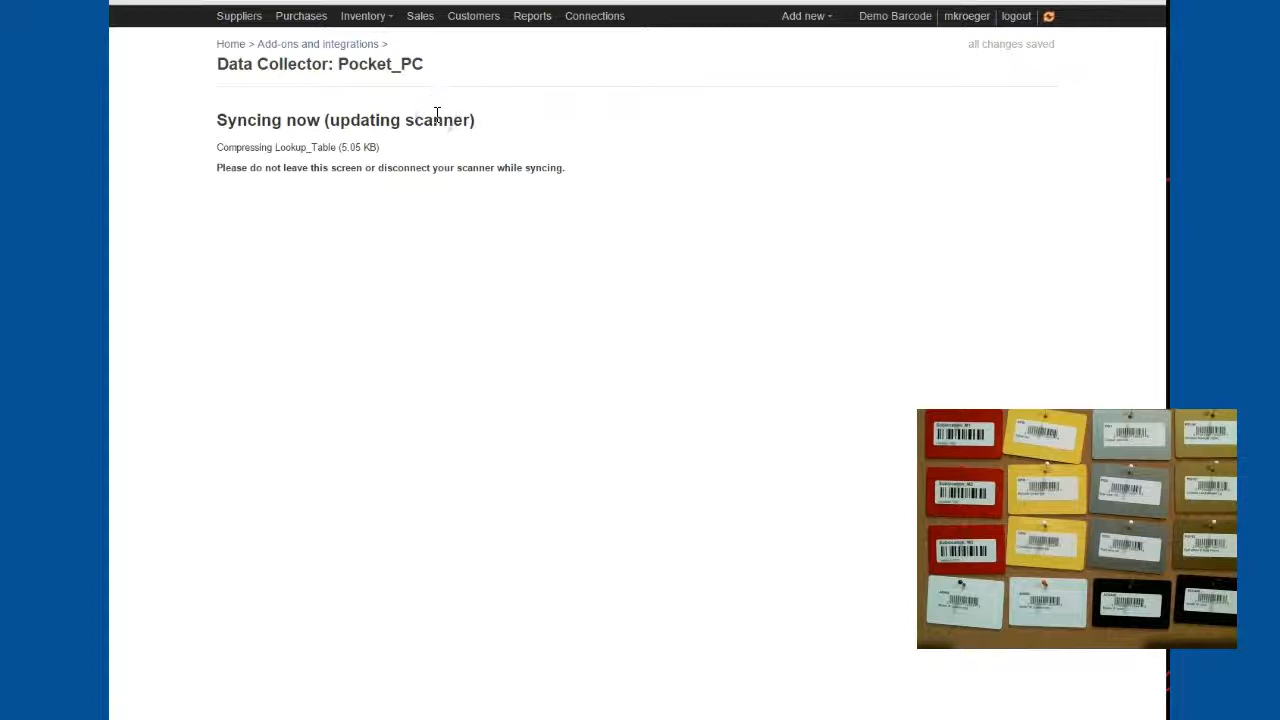 Suppliers Purchases Inventory Sales Customers Reports Connections Add new Demo Barcode mkroeger logout
Home > Add-ons and integrations >
all changes saved
Data Collector: Pocket_PC
Syncing now (updating scanner)
Compressing Lookup_Table (5.05 KB)
Please do not leave this screen or disconnect your scanner while syncing.